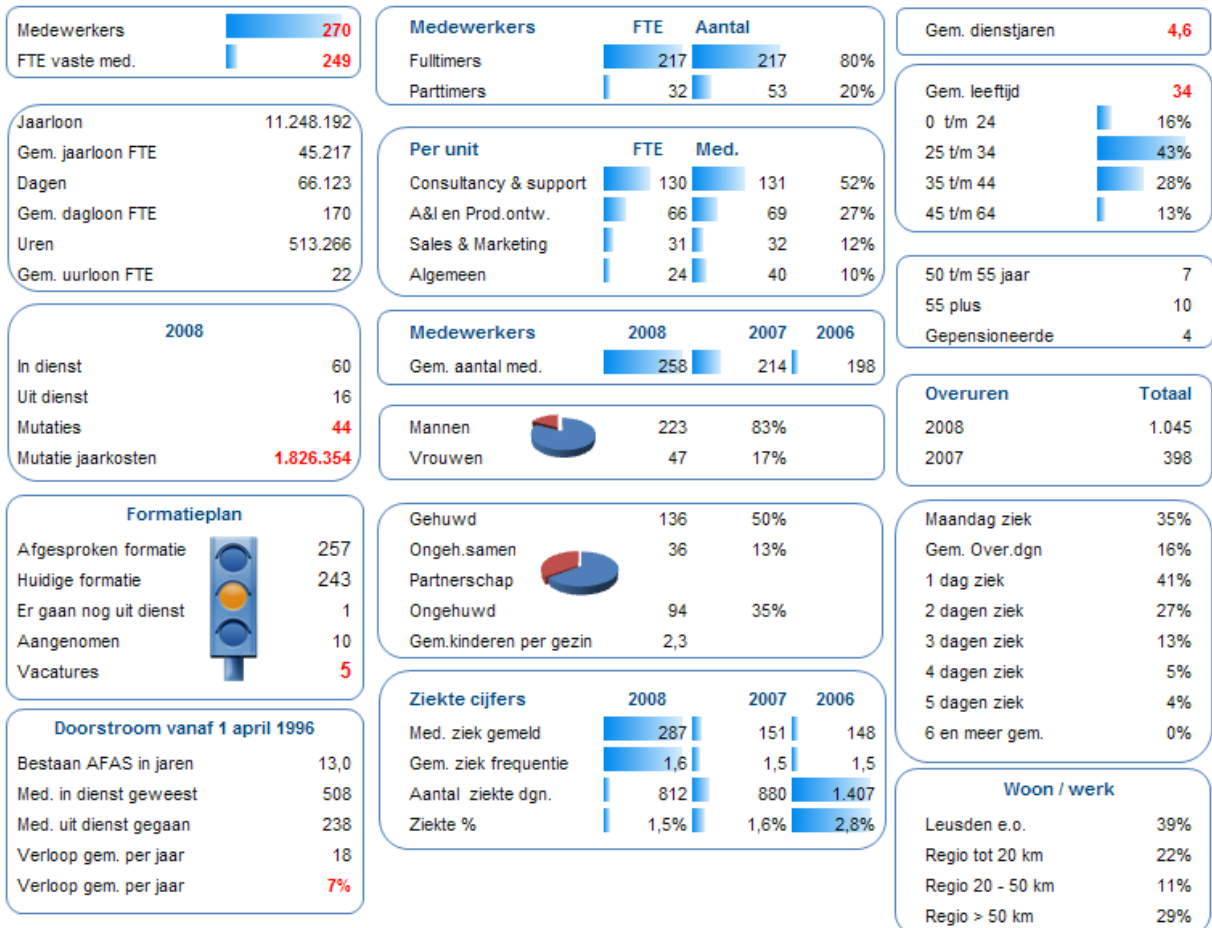 Medewerkers 270
FTE vaste med. 249
Jaarloon 11.248.192
Gem. jaarloon FTE 45.217
Dagen 66.123
Gem. dagloon FTE 170
Uren 513.266
Gem. uurloon FTE 22
2008
In dienst 60
Uit dienst 16
Mutaties 44
Mutatie jaarkosten 1.826.354
Formatieplan
Afgesproken formatie 257
Huidige formatie 243
Er gaan nog uit dienst 1
Aangenomen 10
Vacatures 5
Doorstroom vanaf 1 april 1996
Bestaan AFAS in jaren 13,0
Med. in dienst geweest 508
Med. uit dienst gegaan 238
Verloop gem. per jaar 18
Verloop gem. per jaar 7%
Medewerkers FTE Aantal
Fulltimers 217 217 80%
Parttimers 32 53 20%
Per unit FTE Med.
Consultancy & support 130 131 52%
A&I en Prod.ontw. 66 69 27%
Sales & Marketing 31 32 12%
Algemeen 24 40 10%
Medewerkers 2008 2007 2006
Gem. aantal med. 258 214 198
Mannen 223 83%
Vrouwen 47 17%
Gehuwd 136 50%
Ongeh.samen 36 13%
Partnerschap
Ongehuwd 94 35%
Gem.kinderen per gezin 2,3
Ziekte cijfers 2008 2007 2006
Med. ziek gemeld 287 151 148
Gem. ziek frequentie 1,6 1,5 1,5
Aantal ziekte dgn. 812 880 1.407
Ziekte % 1,5% 1,6% 2,8%
Gem. dienstjaren 4,6
Gem. leeftijd 34
0 t/m 24 16%
25 t/m 34 43%
35 t/m 44 28%
45 t/m 64 13%
50 t/m 55 jaar 7
55 plus 10
Gepensioneerde 4
Overuren Totaal
2008 1.045
2007 398
Maandag ziek 35%
Gem. Over.dgn 16%
1 dag ziek 41%
2 dagen ziek 27%
3 dagen ziek 13%
4 dagen ziek 5%
5 dagen ziek 4%
6 en meer gem. 0%
Woon / werk
Leusden e.o. 39%
Regio tot 20 km 22%
Regio 20 - 50 km 11%
Regio > 50 km 29%